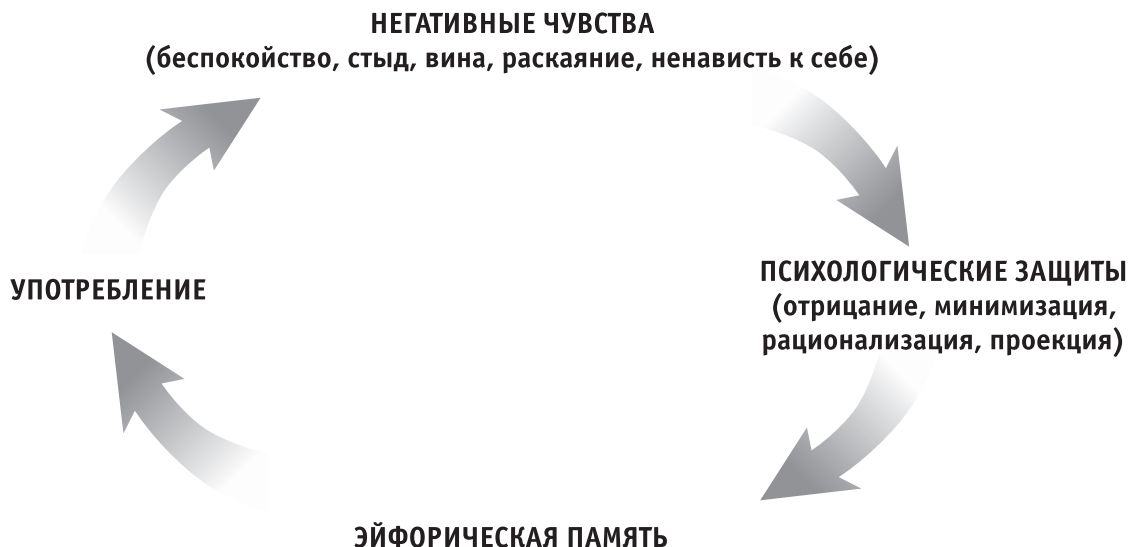 НЕГАТИВНЫЕ ЧУВСТВА
(беспокойство, стыд, вина, раскаяние, ненависть к себе)
ПСИХОЛОГИЧЕСКИЕ ЗАЩИТЫ
(отрицание, минимизация,
рационализация, проекция)
ЭЙФОРИЧЕСКАЯ ПАМЯТЬ
УПОТРЕБЛЕНИЕ